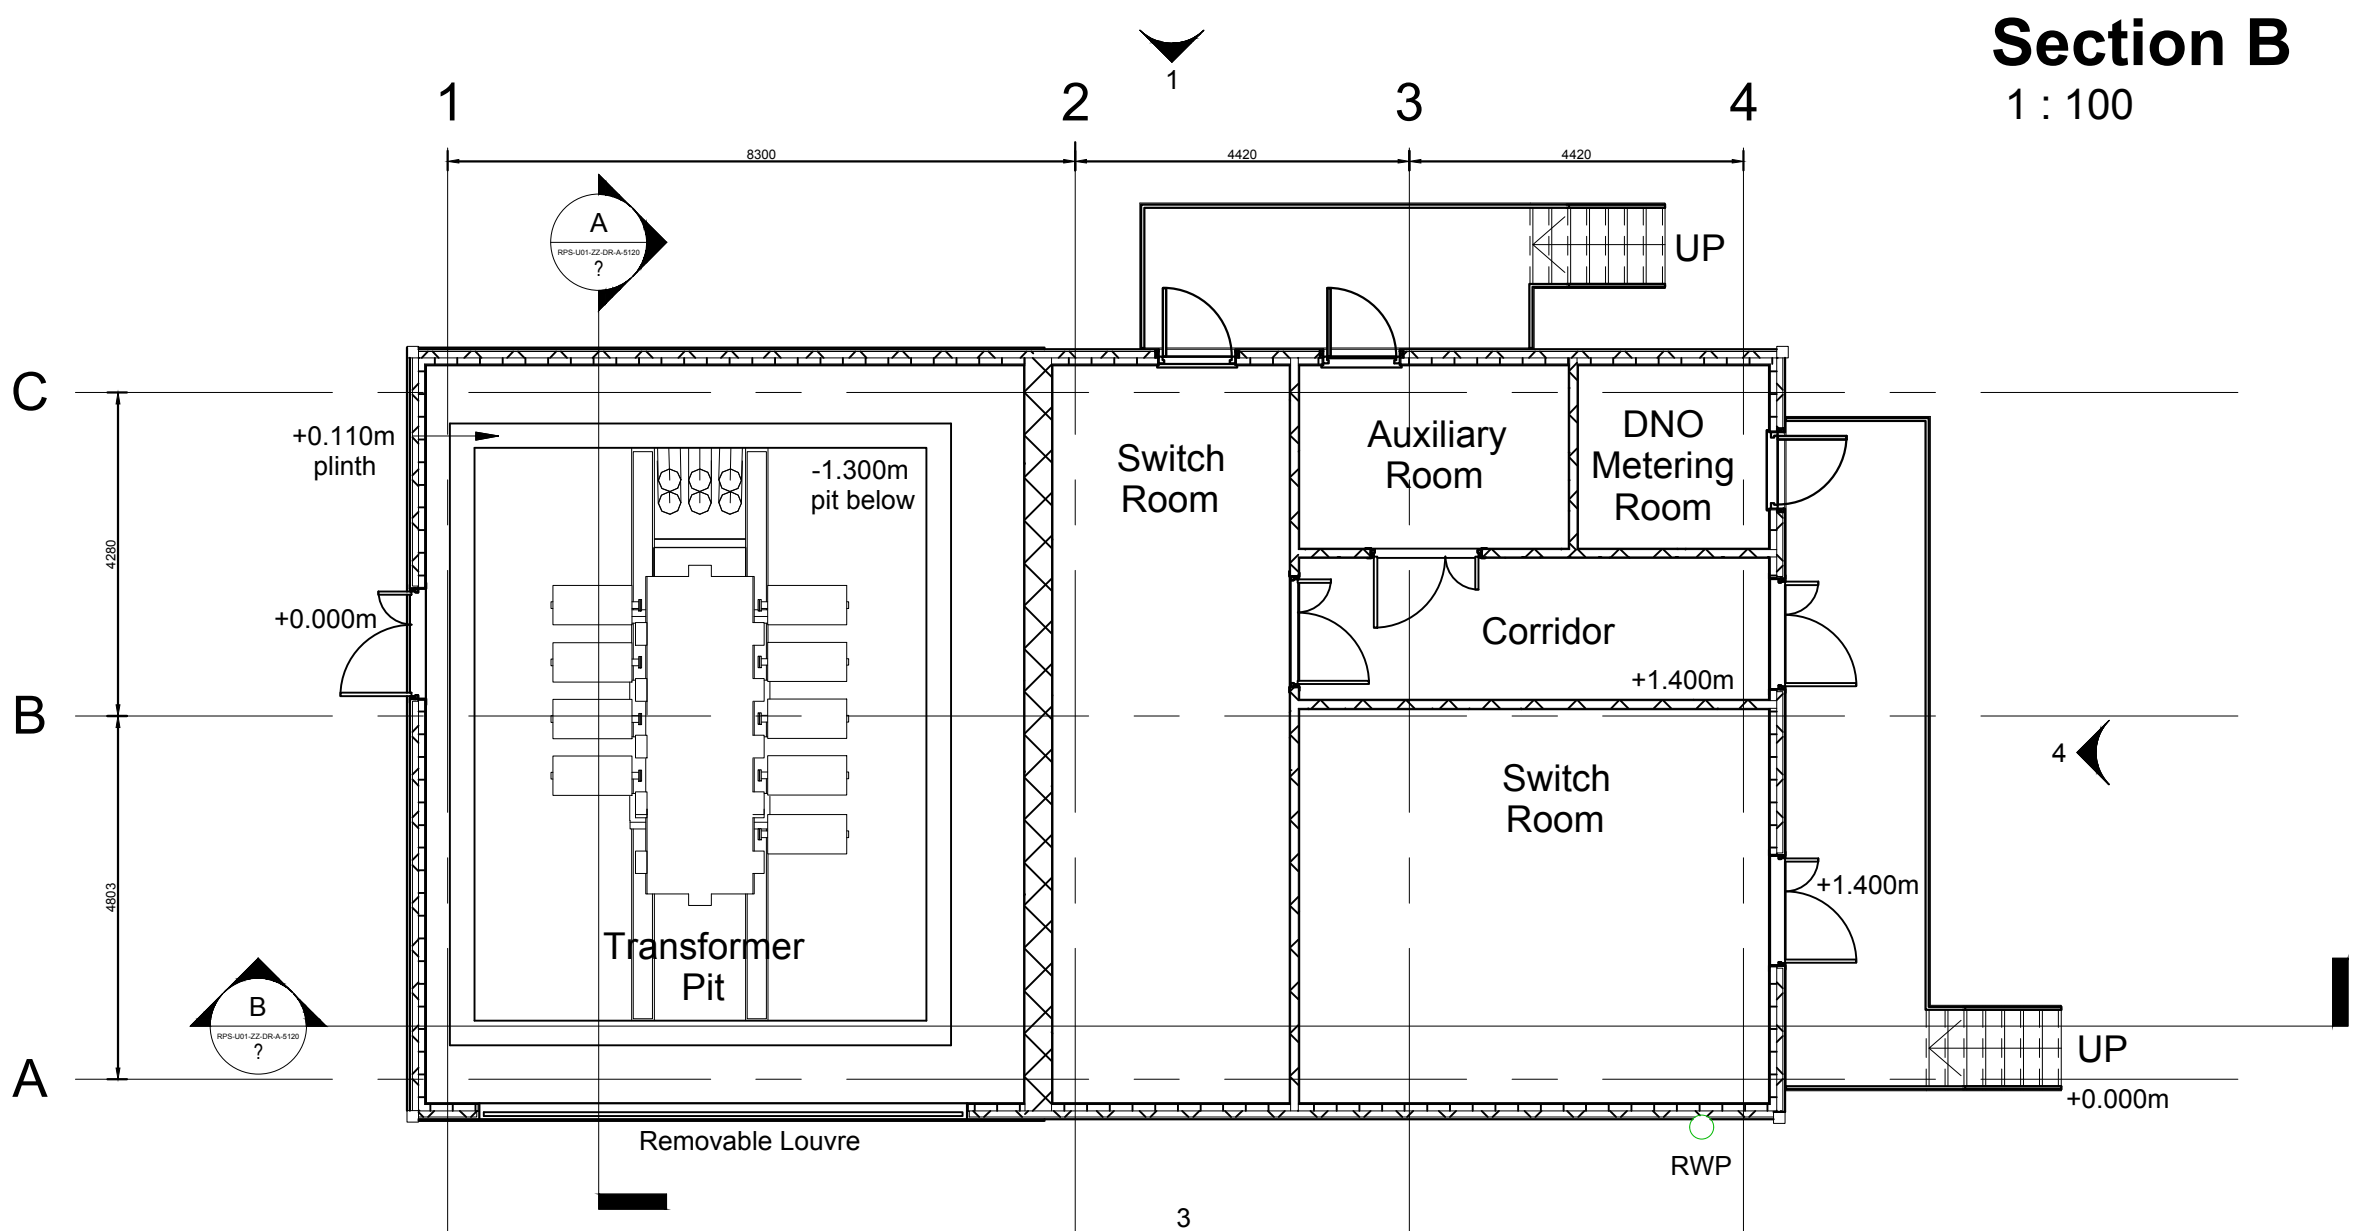 Section B
1 : 100
1
1
2
3
4
8300
4420
4420
A
RPS-U01-ZZ-DR-A-5120
?
UP
C
+0.110m
plinth
-1.300m
pit below
Switch
Room
Auxiliary
Room
DNO
Metering
Room
4280
+0.000m
Corridor
+1.400m
B
4
Switch
Room
4803
+1.400m
Transformer
Pit
B
RPS-U01-ZZ-DR-A-5120
?
UP
A
+0.000m
Removable Louvre
RWP
3